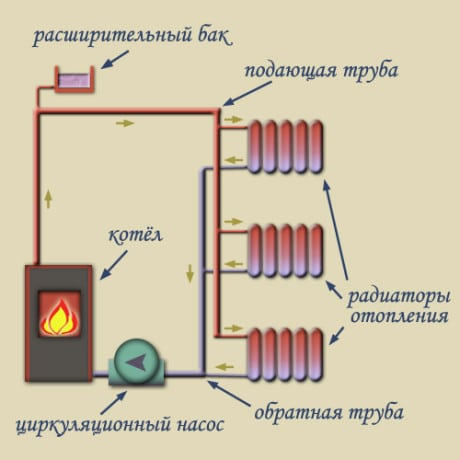 расширительный бак
подающая труба
котёл
радиаторы
отопления
обратная труба
циркуляционный насос